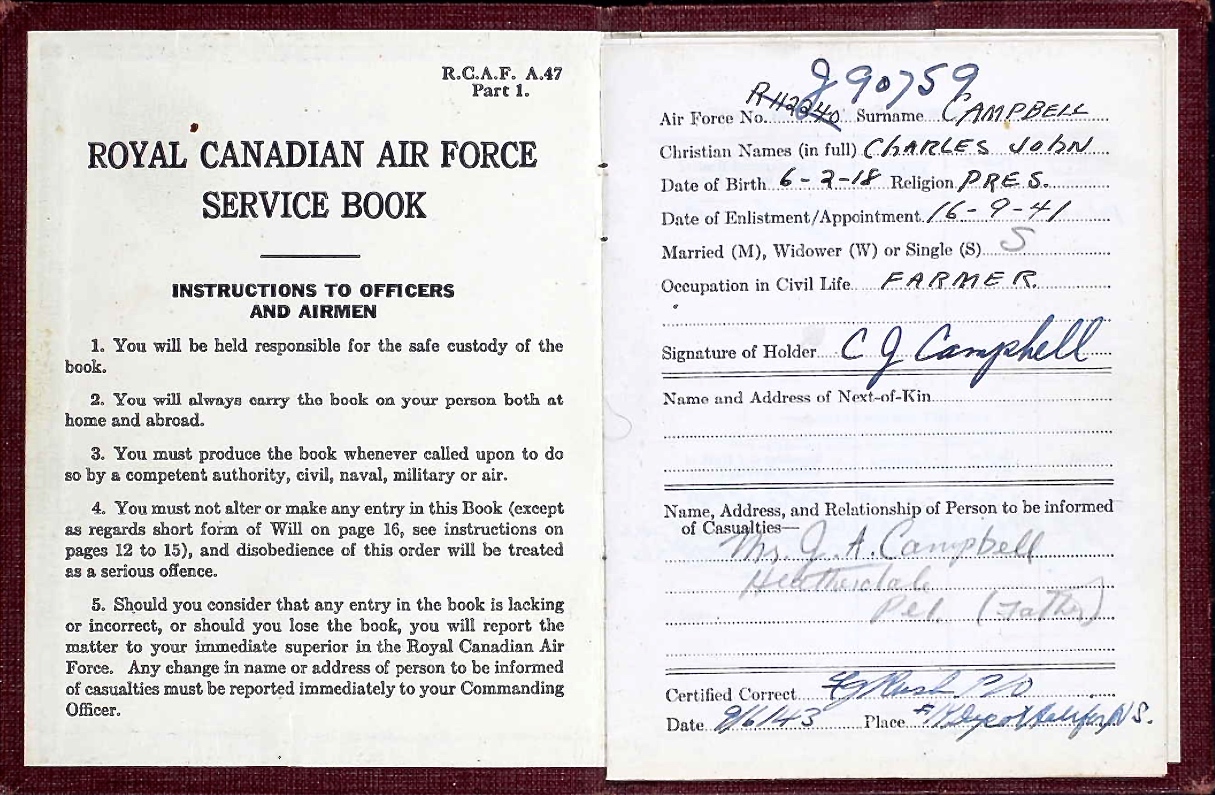 R.C.A.F. A.47
Part 1.
ROYAL CANADIAN AIR FORCE
SERVICE BOOK
INSTRUCTIONS TO OFFICERS
AND AIRMEN
1. You will be held responsible for the safe custody of the
book.
2. You will always carry the book on your person both at
home and abroad.
3. You must produce the book whenever called upon to do
so by a competent authority, civil, naval, military or air.
4. You must not alter or make any entry in this Book (except
as regards short form of Will on page 16, see instructions on
pages 12 to 15), and disobedience of this order will be treated
as a serious offence.
5. Should you consider that any entry in the book is lacking
or incorrect, or should you lose the book, you will report the
matter to your immediate superior in the Royal Canadian Air
Force. Any change in name or address of person to be informed
of casualties must be reported immediately to your Commanding
Officer.
J90759
Air Force No. R112240 Surname CAMPBELL
Christian Names (in full) CHARLES JOHN
Date of Birth 6-2-18 Religion PRES.
Date of Enlistment/Appointment 16-9-41
Married (M), Widower (W) or Single (S) S
Occupation in Civil Life FARMER.
Signature of Holder C J Campbell
Name and Address of Next-of-Kin
Name, Address, and Relationship of Person to be informed
of Casualties—
Mr. J. A. Campbell
Heatherdale
P.E.I. (Father)
Certified Correct P/O
Date 9/6/43 Place Depot Halifax N.S.